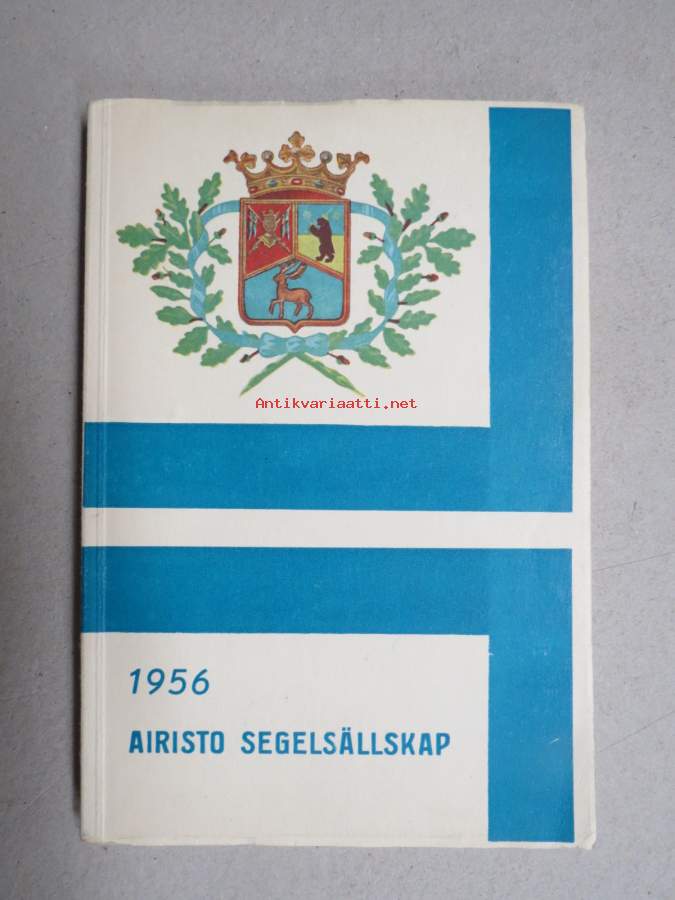 Antikvariaatti.net
1956
AIRISTO SEGELSÄLLSKAP